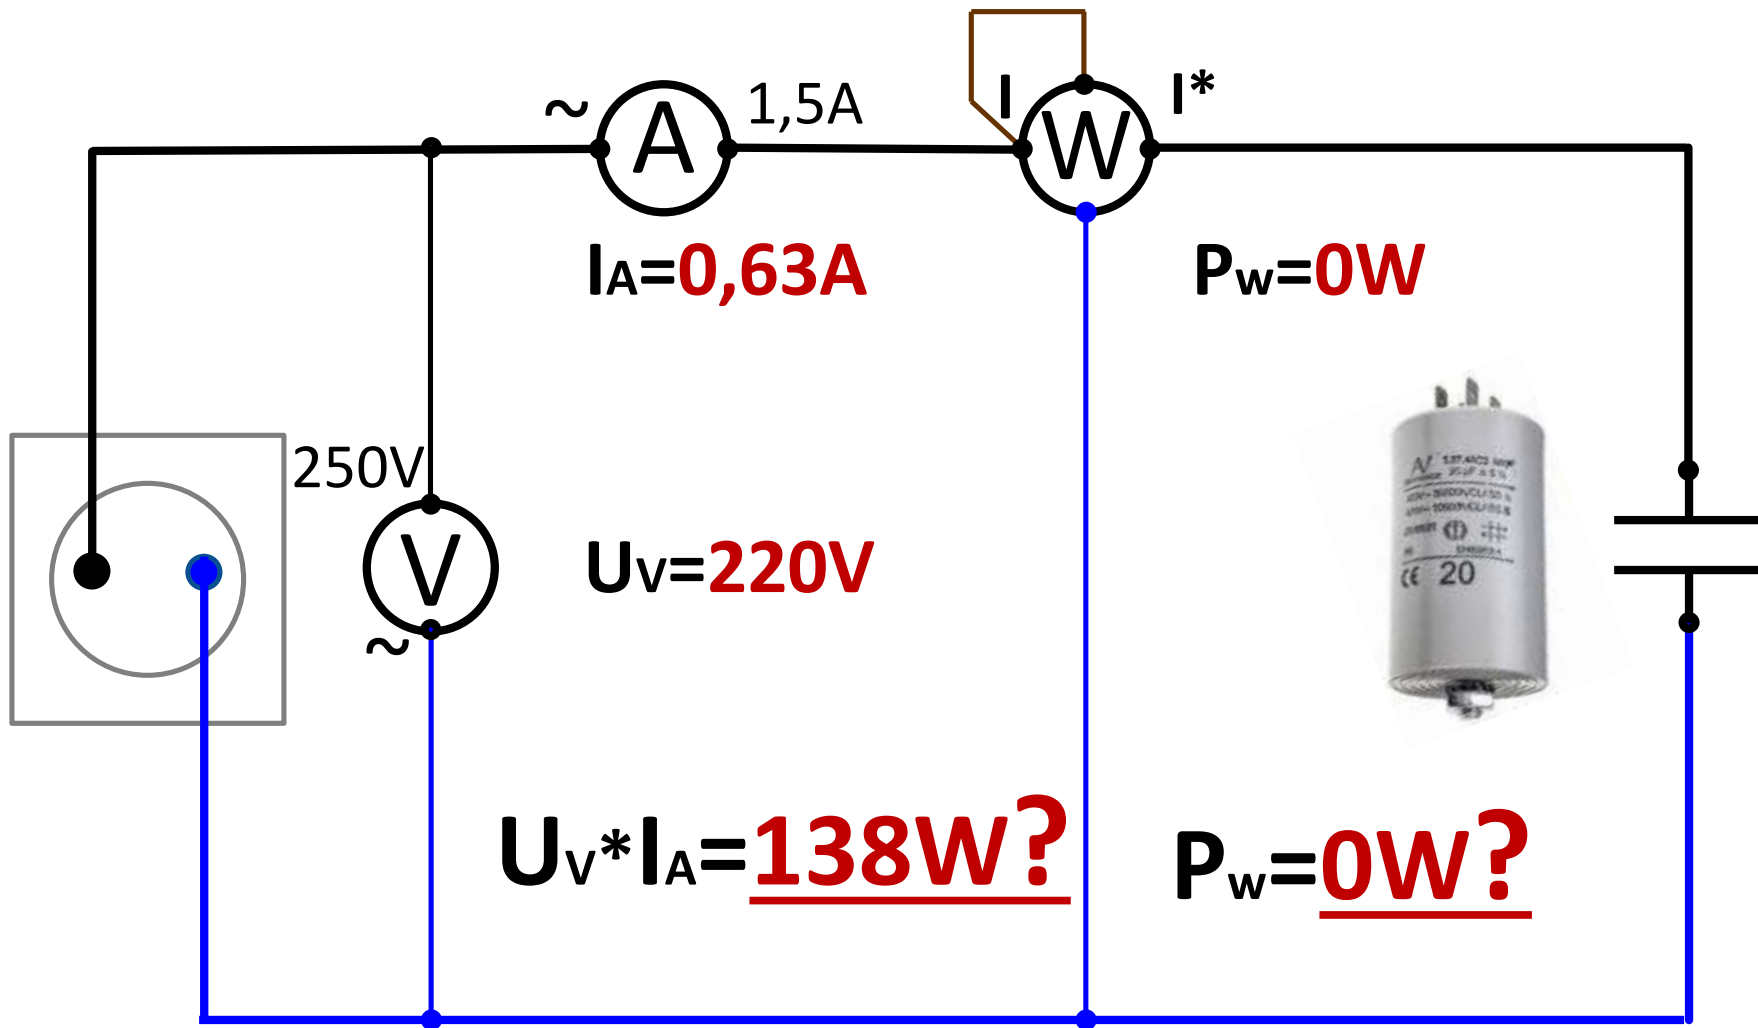 I
I*
~
A
1,5A
W
IA=0,63A
Pw=0W
250V
V
~
UV=220V
20
UV*IA=138W?
Pw=0W?